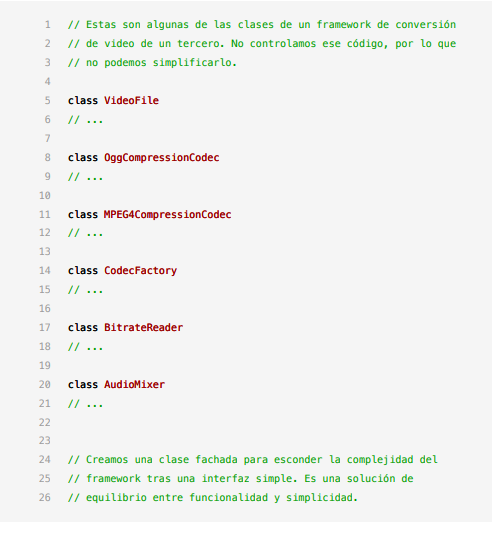 1 // Estas son algunas de las clases de un framework de conversión
2 // de video de un tercero. No controlamos ese código, por lo que
3 // no podemos simplificarlo.
4
5 class VideoFile
6 // ...
7
8 class OggCompressionCodec
9 // ...
10
11 class MPEG4CompressionCodec
12 // ...
13
14 class CodecFactory
15 // ...
16
17 class BitrateReader
18 // ...
19
20 class AudioMixer
21 // ...
22
23
24 // Creamos una clase fachada para esconder la complejidad del
25 // framework tras una interfaz simple. Es una solución de
26 // equilibrio entre funcionalidad y simplicidad.